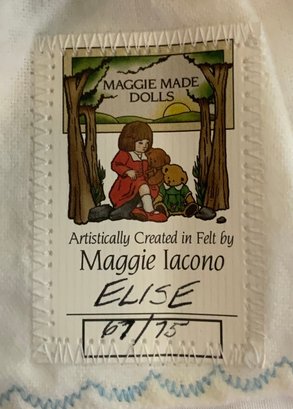 MAGGIE MADE
DOLLS
Artistically Created in Felt by
Maggie Iacono
ELISE
67/75